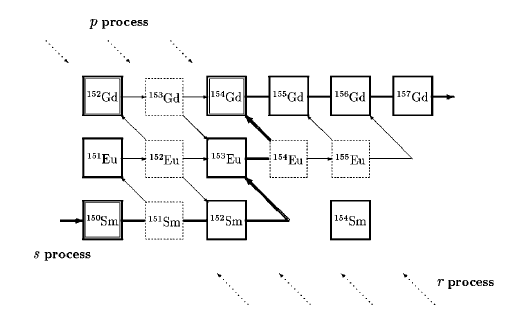 p process
¹⁵²Gd ¹⁵³Gd ¹⁵⁴Gd ¹⁵⁵Gd ¹⁵⁶Gd ¹⁵⁷Gd
¹⁵¹Eu ¹⁵²Eu ¹⁵³Eu ¹⁵⁴Eu ¹⁵⁵Eu
¹⁵⁰Sm ¹⁵¹Sm ¹⁵²Sm ¹⁵⁴Sm
s process
r process